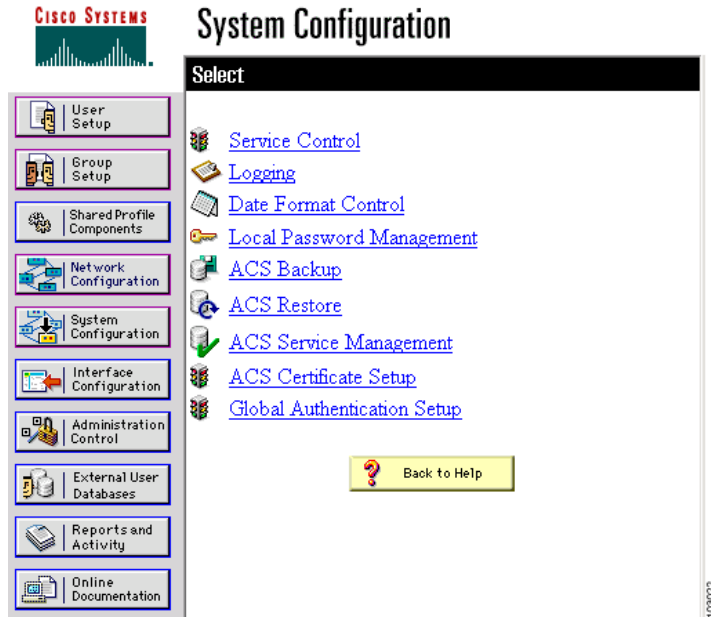 CISCO SYSTEMS
System Configuration
Select
User
Setup
Group
Setup
Shared Profile
Components
Network
Configuration
System
Configuration
Interface
Configuration
Administration
Control
External User
Databases
Reports and
Activity
Online
Documentation
Service Control
Logging
Date Format Control
Local Password Management
ACS Backup
ACS Restore
ACS Service Management
ACS Certificate Setup
Global Authentication Setup
Back to Help